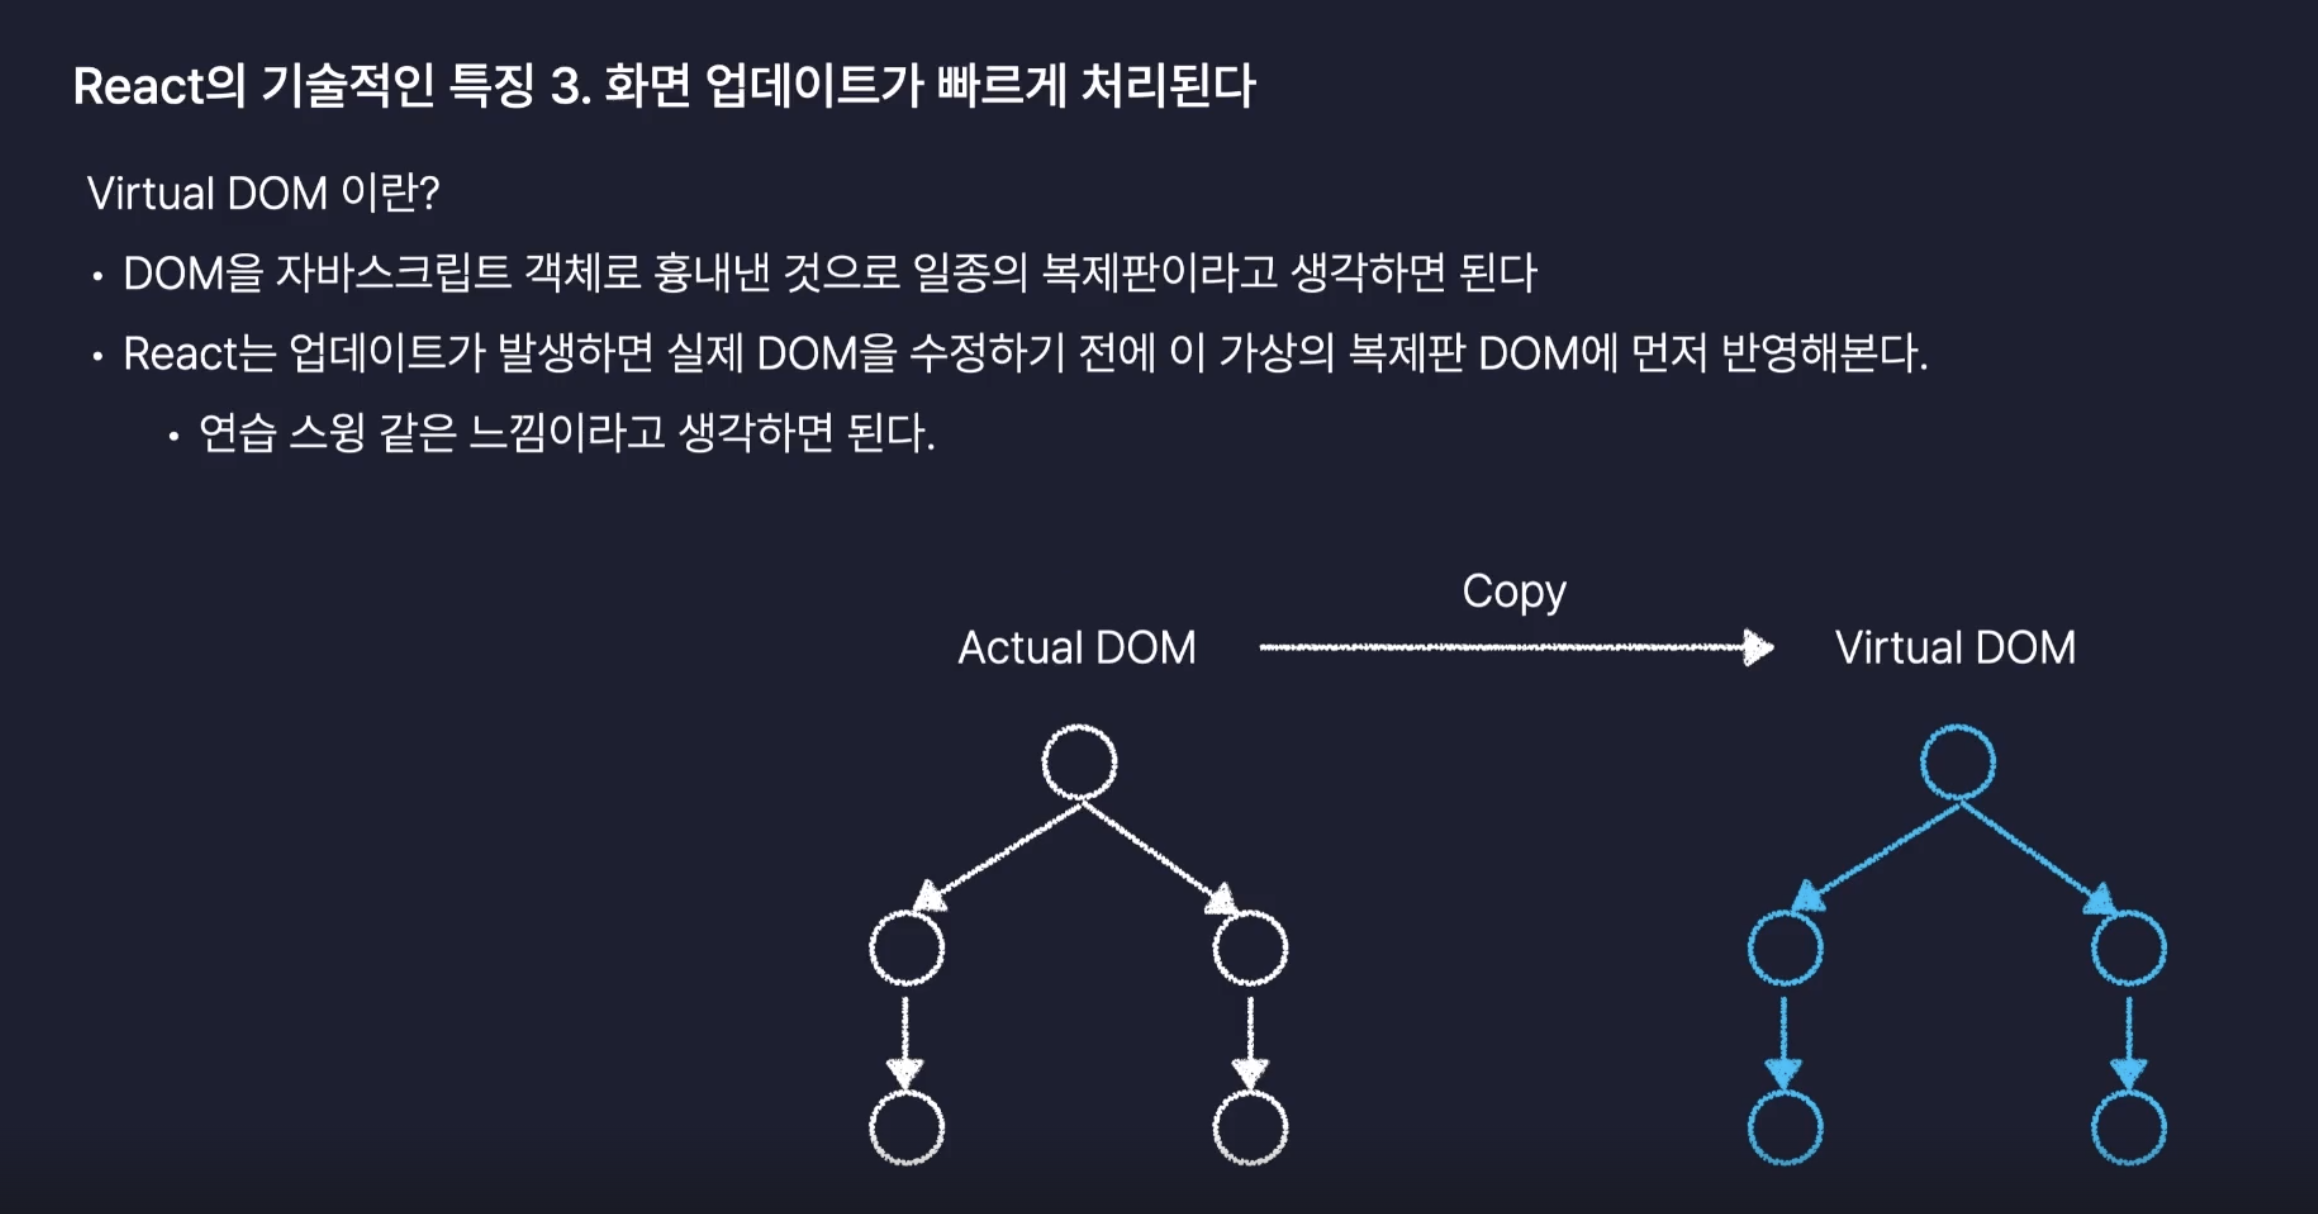 React의 기술적인 특징 3. 화면 업데이트가 빠르게 처리된다
Virtual DOM 이란?
• DOM을 자바스크립트 객체로 흉내낸 것으로 일종의 복제판이라고 생각하면 된다
• React는 업데이트가 발생하면 실제 DOM을 수정하기 전에 이 가상의 복제판 DOM에 먼저 반영해본다.
• 연습 스윙 같은 느낌이라고 생각하면 된다.
Copy
Actual DOM
Virtual DOM